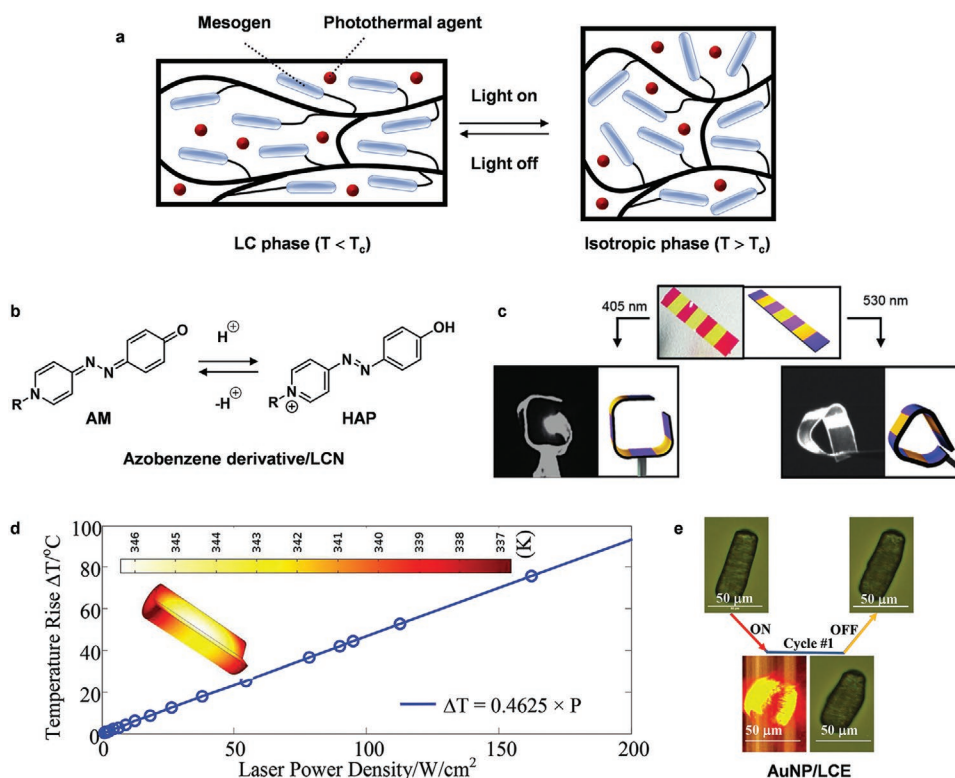 a
Mesogen
Photothermal agent
Light on
Light off
LC phase (T < Tc)
Isotropic phase (T > Tc)
b
O
N
N
N
R
AM
H⊕
-H⊕
OH
N
N
N
⊕
R
HAP
Azobenzene derivative/LCN
c
405 nm
530 nm
d
Temperature Rise ΔT/°C
100
80
60
40
20
0
346
345
344
343
342
341
340
339
338
337
(K)
ΔT = 0.4625 × P
0
50
100
150
200
Laser Power Density/W/cm²
e
50 μm
50 μm
ON
Cycle #1
OFF
50 μm
50 μm
AuNP/LCE